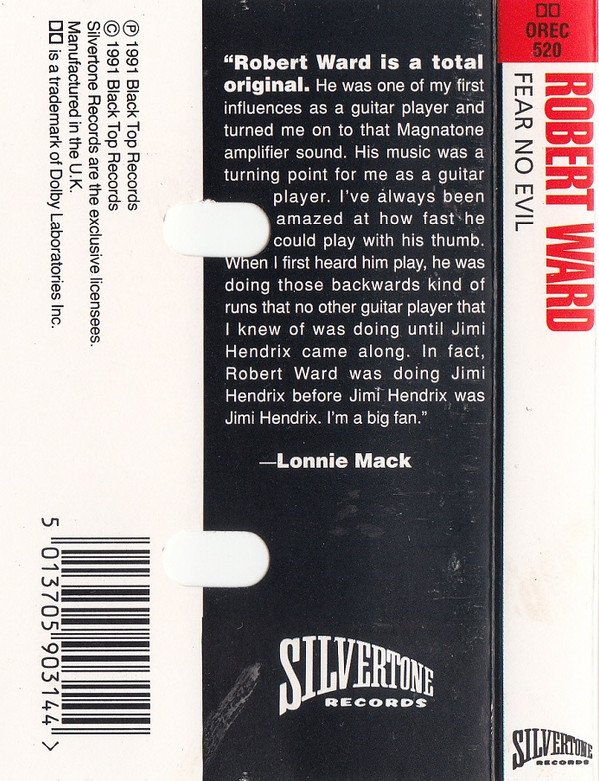 ℗ 1991 Black Top Records
© 1991 Black Top Records
Silvertone Records are the exclusive licensees.
Manufactured in the U.K.
is a trademark of Dolby Laboratories Inc.
5 013705 903144 >
“Robert Ward is a total
original. He was one of my first
influences as a guitar player and
turned me on to that Magnatone
amplifier sound. His music was a
turning point for me as a guitar
player. I've always been
amazed at how fast he
could play with his thumb.
When I first heard him play, he was
doing those backwards kind of
runs that no other guitar player that
I knew of was doing until Jimi
Hendrix came along. In fact,
Robert Ward was doing Jimi
Hendrix before Jimi Hendrix was
Jimi Hendrix. I'm a big fan.”
—Lonnie Mack
SILVERTONE
RECORDS
OREC
520
ROBERT WARD
FEAR NO EVIL
SILVERTONE
RECORDS